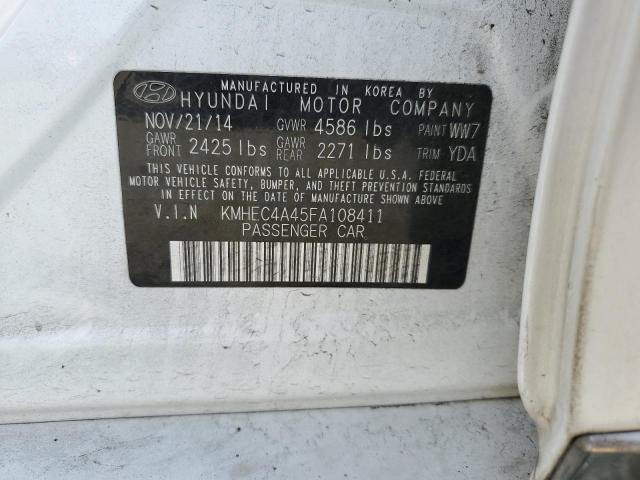 MANUFACTURED IN KOREA BY
HYUNDAI MOTOR COMPANY
NOV/21/14 GVWR 4586 lbs PAINT WW7
GAWR FRONT 2425 lbs GAWR REAR 2271 lbs TRIM YDA
THIS VEHICLE CONFORMS TO ALL APPLICABLE U.S.A. FEDERAL
MOTOR VEHICLE SAFETY, BUMPER, AND THEFT PREVENTION STANDARDS
IN EFFECT ON THE DATE OF MANUFACTURE SHOWN ABOVE.
V.I.N KMHEC4A45FA108411
PASSENGER CAR